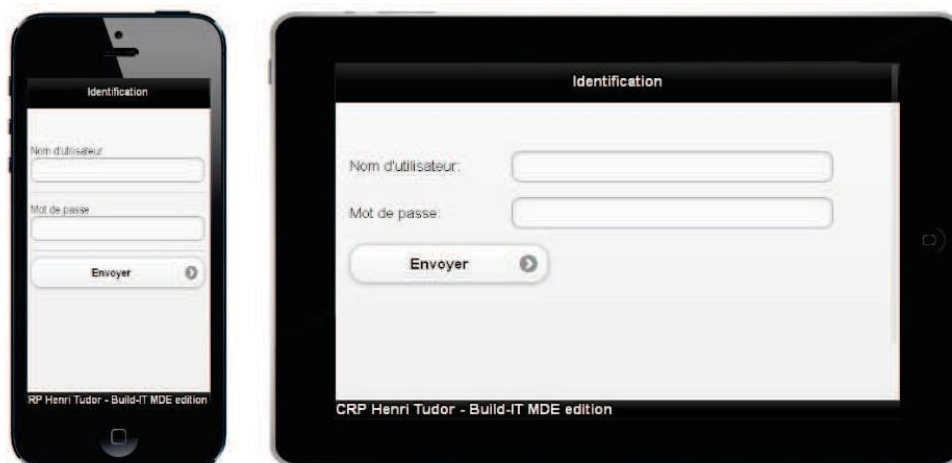 Identification
Nom d'utilisateur
Mot de passe
Envoyer
CRP Henri Tudor - Build-IT MDE edition
Identification
Nom d'utilisateur:
Mot de passe:
Envoyer
CRP Henri Tudor - Build-IT MDE edition